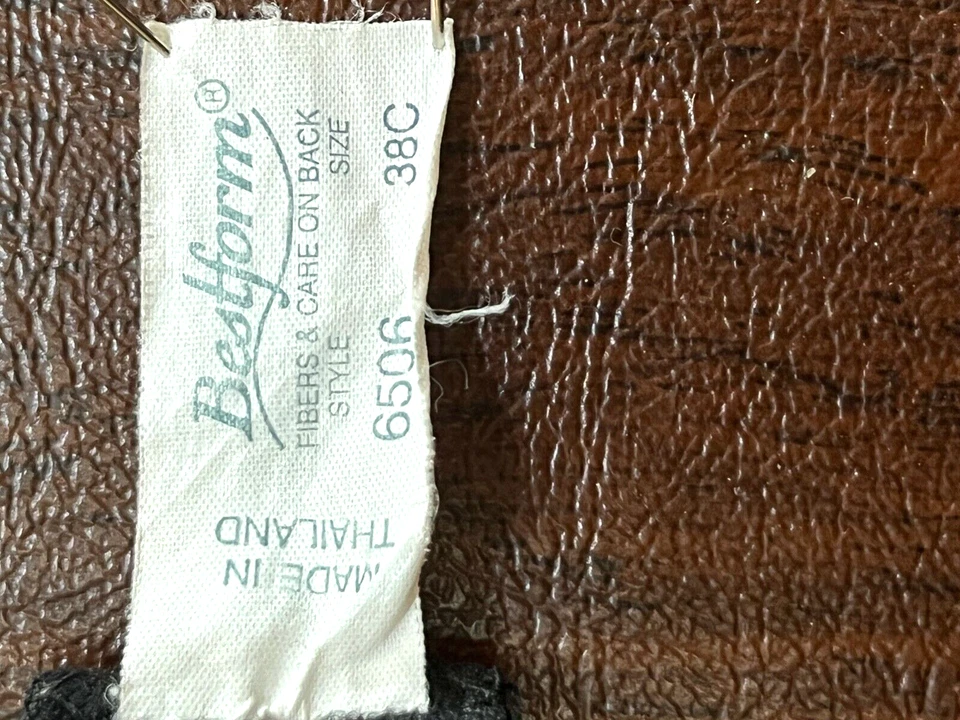 Bestform®
FIBERS & CARE ON BACK
STYLE SIZE
6506 38C
MADE IN
THAILAND